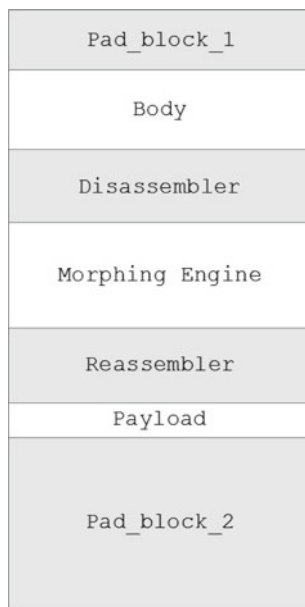 Pad_block_1
Body
Disassembler
Morphing Engine
Reassembler
Payload
Pad_block_2